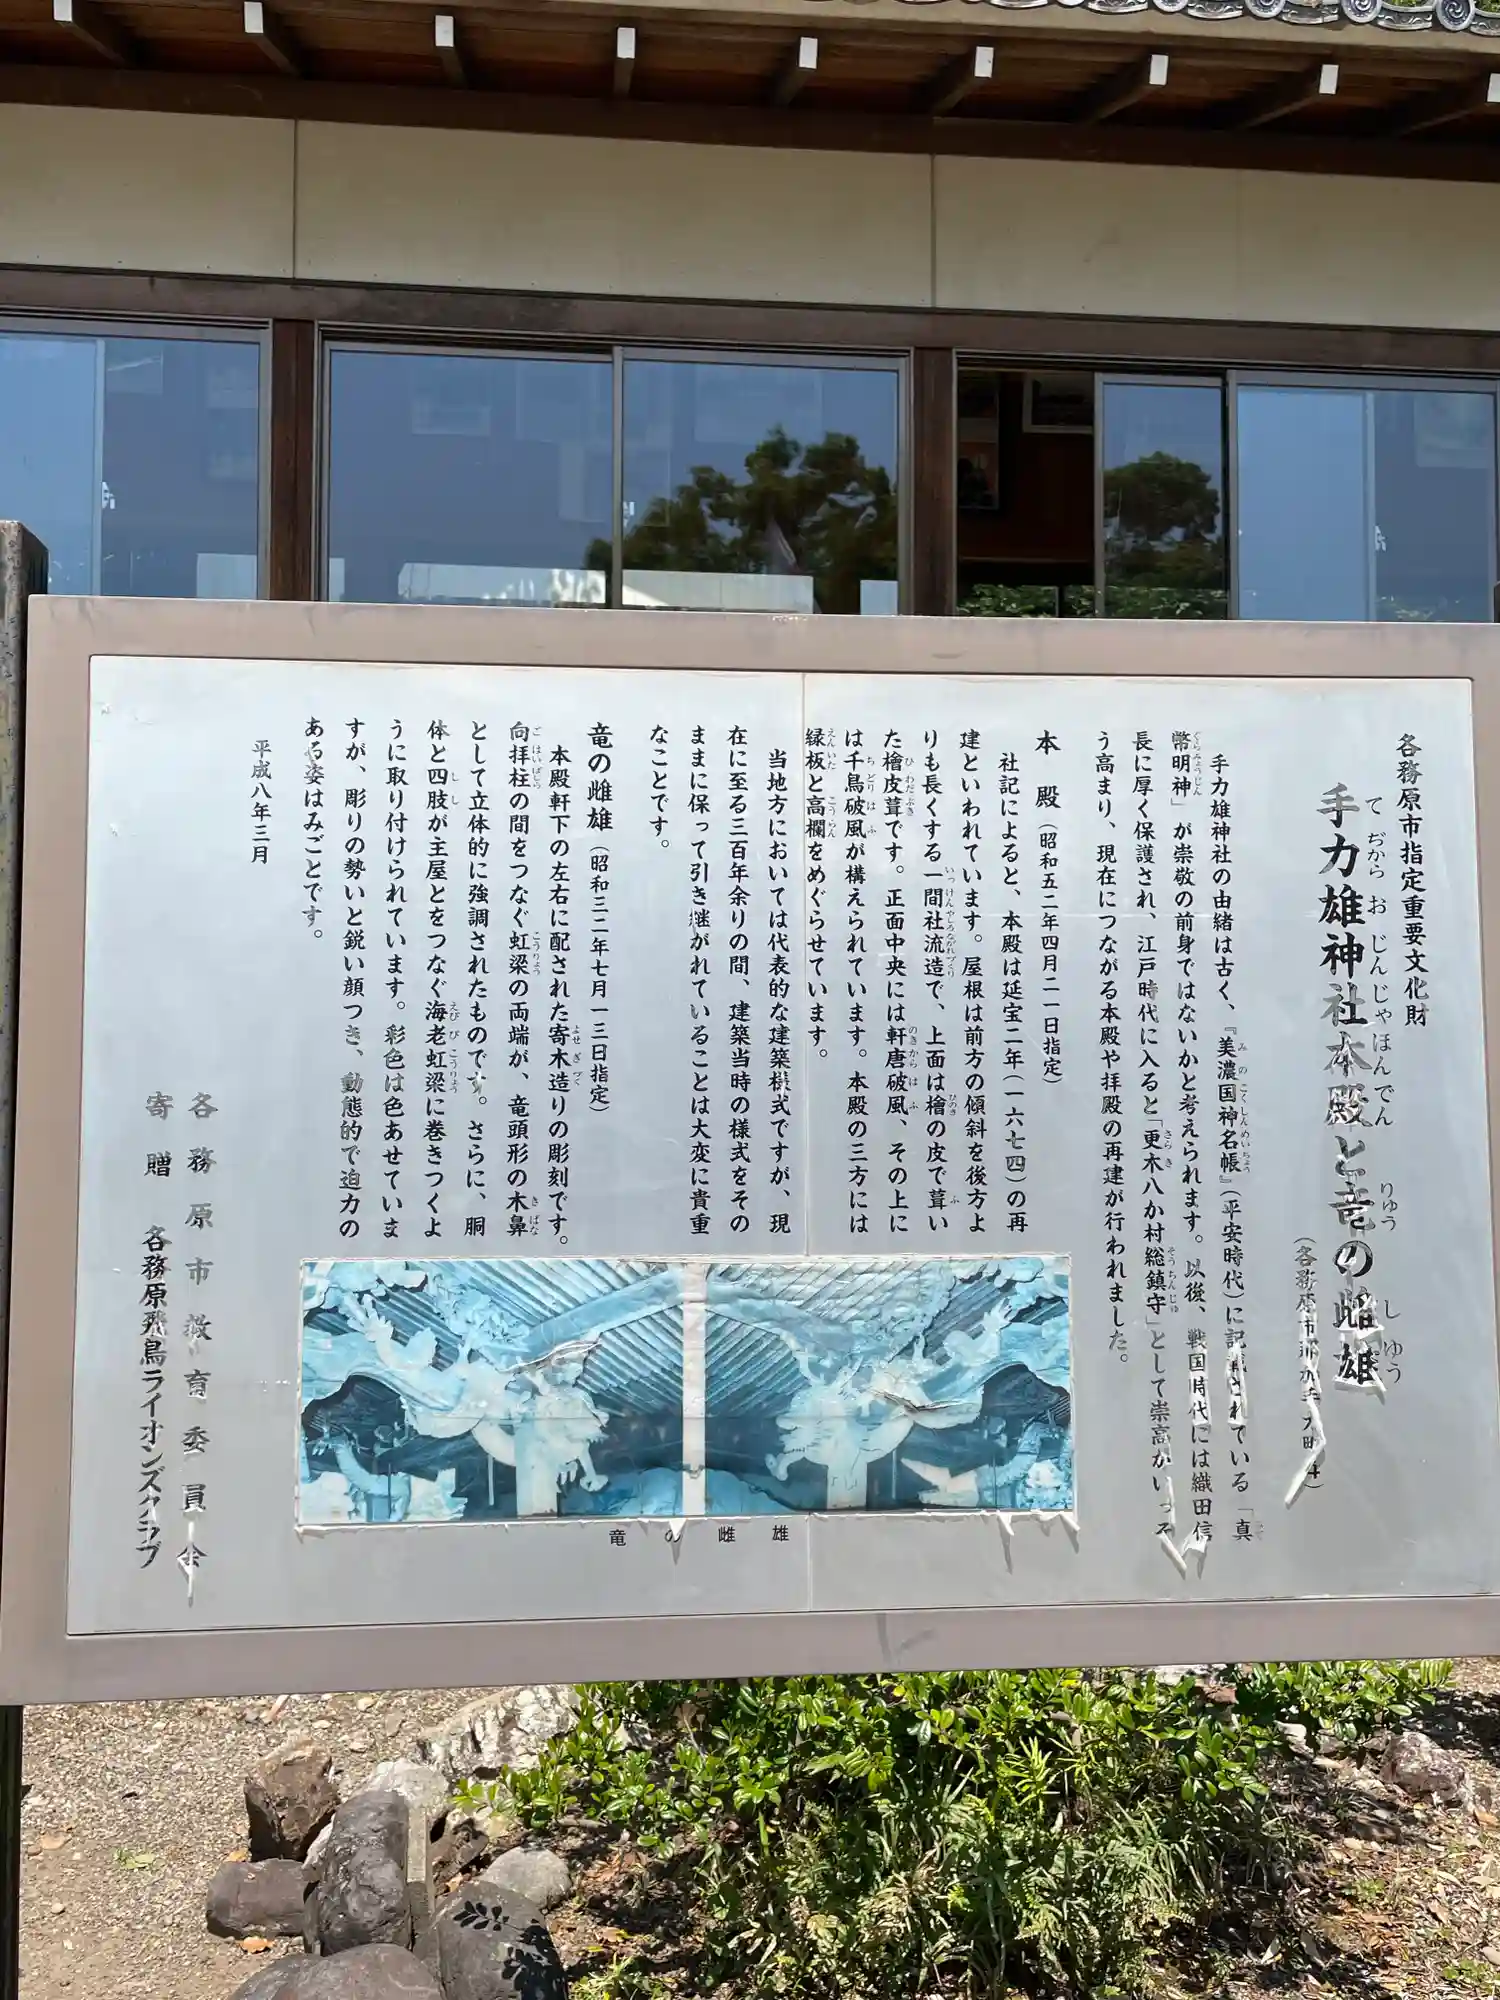 各務原市指定重要文化財
手力雄神社本殿と竜の雌雄
てぢからおじんじゃほんでん りゅう しゆう
手力雄神社の由緒は古く、『美濃国神名帳』(平安時代)に記載されている「真
幣明神」が崇敬の前身ではないかと考えられます。以後、戦国時代には織田信
長に厚く保護され、江戸時代に入ると「更木八か村総鎮守」として崇高がいっそ
う高まり、現在につながる本殿や拝殿の再建が行われました。
本 殿(昭和五二年四月二一日指定)
社記によると、本殿は延宝二年(一六七四)の再
建といわれています。屋根は前方の傾斜を後方よ
りも長くする一間社流造で、上面は檜の皮で葺い
た檜皮葺です。正面中央には軒唐破風、その上に
は千鳥破風が構えられています。本殿の三方には
縁板と高欄をめぐらせています。
当地方においては代表的な建築様式ですが、現
在に至る三百年余りの間、建築当時の様式をその
ままに保って引き継がれていることは大変に貴重
なことです。
竜の雌雄(昭和三二年七月一三日指定)
本殿軒下の左右に配された寄木造りの彫刻です。
向拝柱の間をつなぐ虹梁の両端が、竜頭形の木鼻
として立体的に強調されたものです。さらに、胴
体と四肢が主屋とをつなぐ海老虹梁に巻きつくよ
うに取り付けられています。彩色は色あせていま
すが、彫りの勢いと鋭い顔つき、動態的で迫力の
ある姿はみごとです。
平成八年三月
各務原市教育委員会
寄贈 各務原飛鳥ライオンズクラブ
竜の雌雄